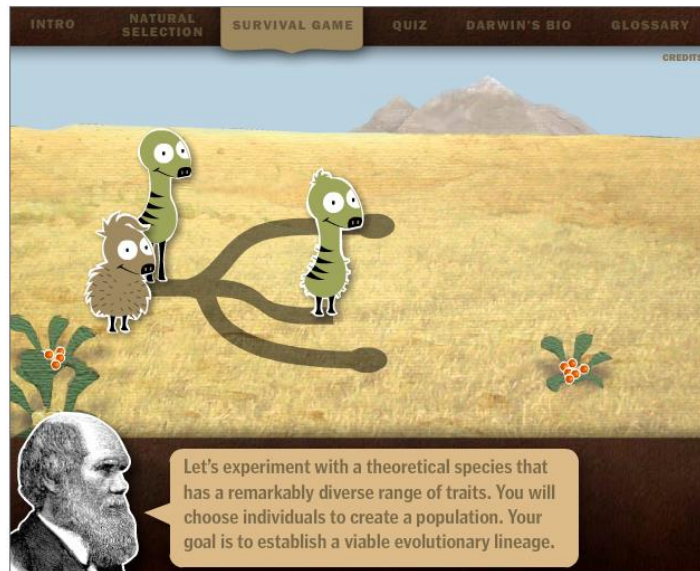 INTRO
NATURAL
SELECTION
SURVIVAL GAME
QUIZ
DARWIN'S BIO
GLOSSARY
CREDITS
Let's experiment with a theoretical species that
has a remarkably diverse range of traits. You will
choose individuals to create a population. Your
goal is to establish a viable evolutionary lineage.